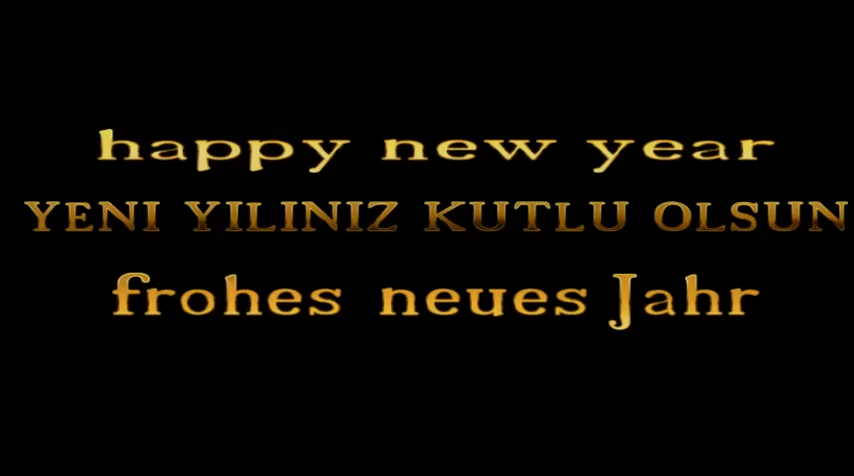 happy new year
YENI YILINIZ KUTLU OLSUN
frohes neues Jahr